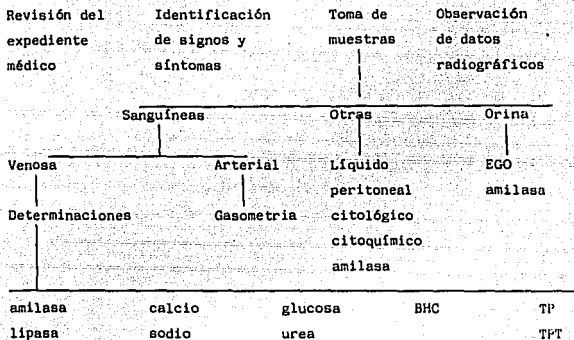 Revisión del Identificación Toma de Observación
expediente de signos y muestras de datos
médico síntomas radiográficos
Sanguíneas Otras Orina
Venosa Arterial Líquido EGO
peritoneal amilasa
Determinaciones Gasometria citológico
citoquímico
amilasa
amilasa calcio glucosa BHC TP
lipasa sodio urea TPT